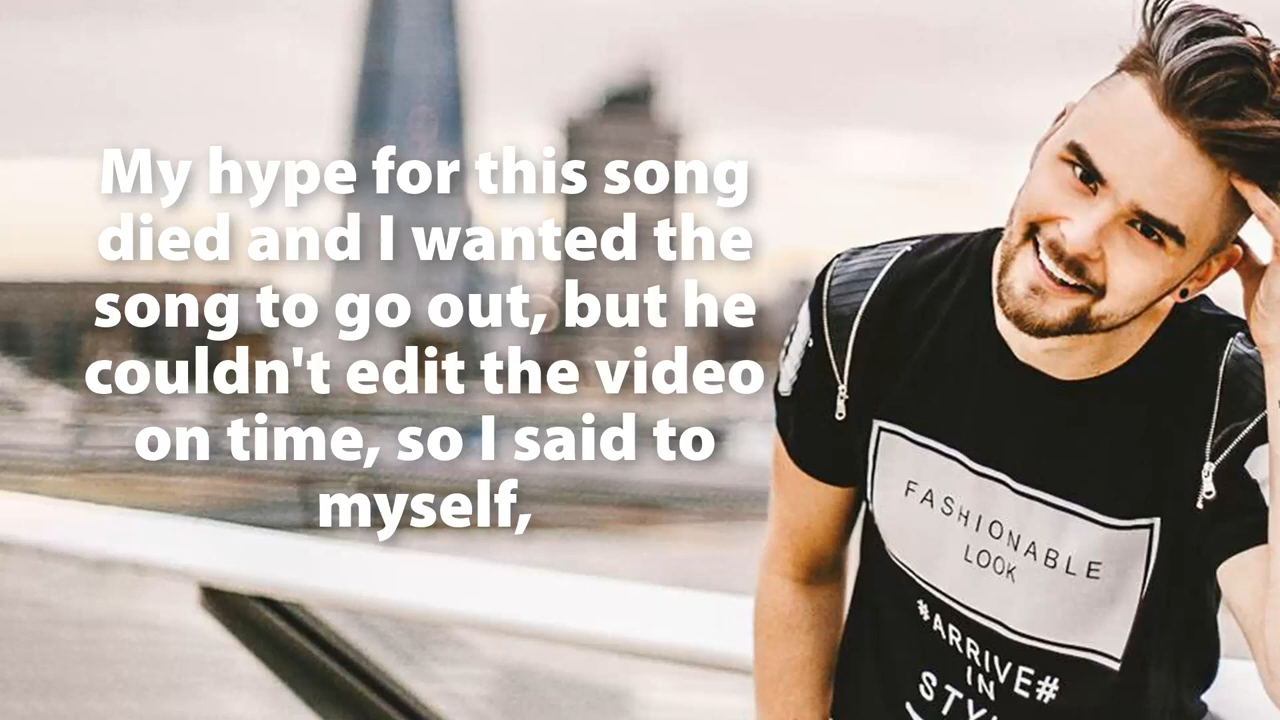 My hype for this song
died and I wanted the
song to go out, but he
couldn't edit the video
on time, so I said to
myself,
FASHIONABLE
LOOK
#ARRIVE#
IN